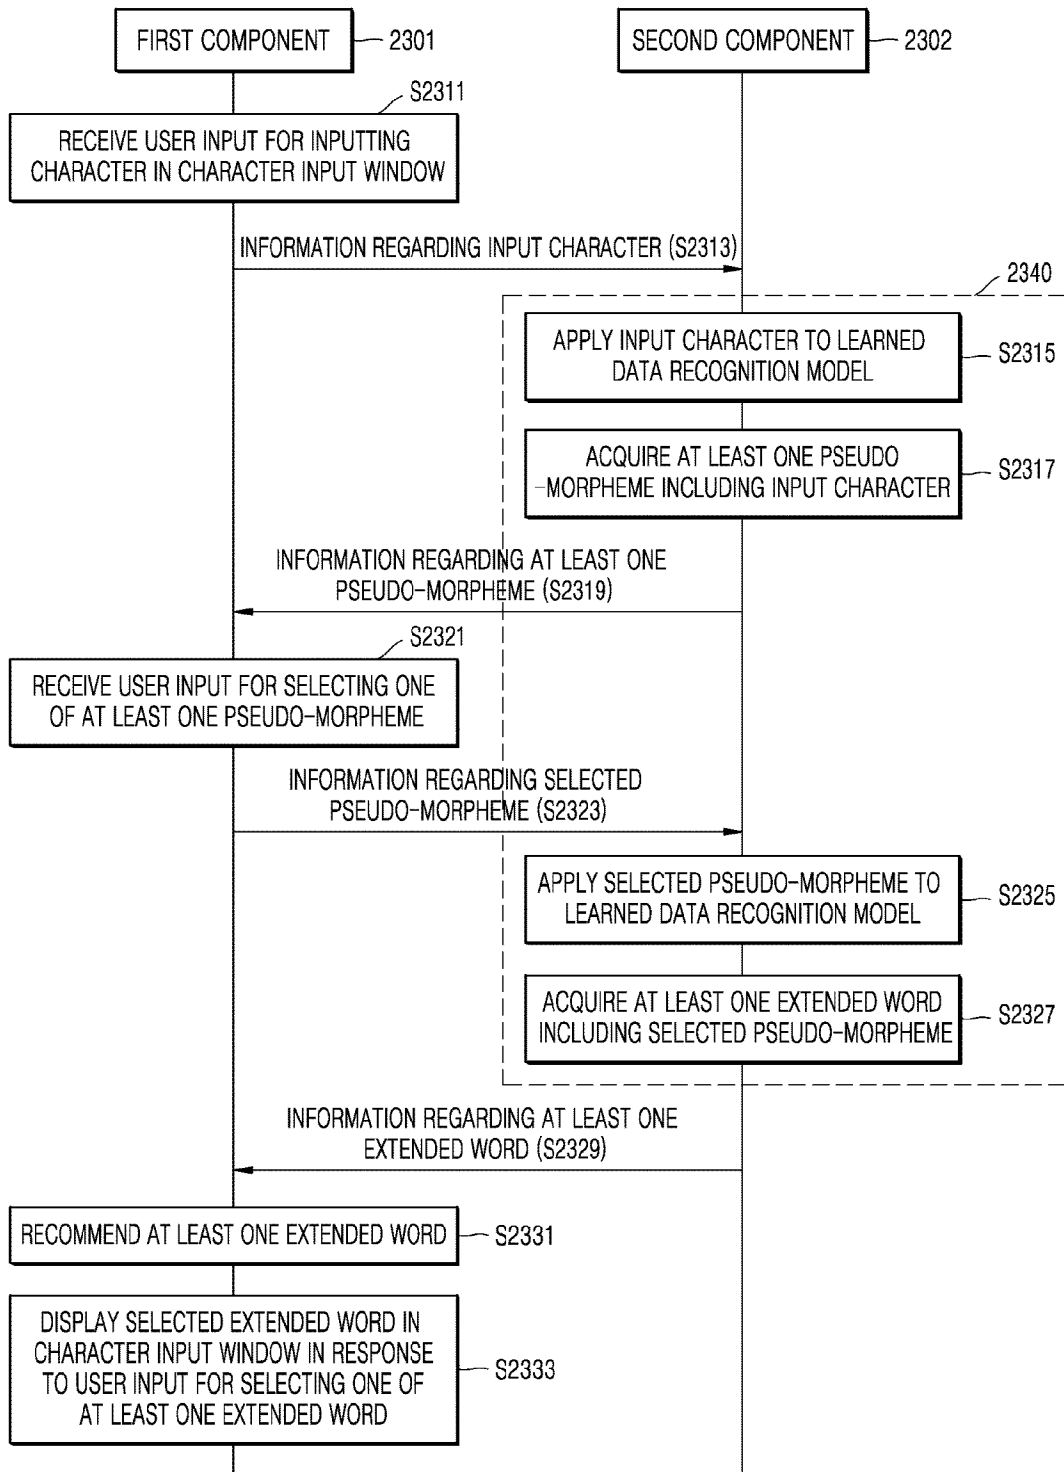 FIRST COMPONENT
2301
SECOND COMPONENT
2302
S2311
RECEIVE USER INPUT FOR INPUTTING
CHARACTER IN CHARACTER INPUT WINDOW
INFORMATION REGARDING INPUT CHARACTER (S2313)
2340
APPLY INPUT CHARACTER TO LEARNED
DATA RECOGNITION MODEL
S2315
ACQUIRE AT LEAST ONE PSEUDO
-MORPHEME INCLUDING INPUT CHARACTER
S2317
INFORMATION REGARDING AT LEAST ONE
PSEUDO-MORPHEME (S2319)
S2321
RECEIVE USER INPUT FOR SELECTING ONE
OF AT LEAST ONE PSEUDO-MORPHEME
INFORMATION REGARDING SELECTED
PSEUDO-MORPHEME (S2323)
APPLY SELECTED PSEUDO-MORPHEME TO
LEARNED DATA RECOGNITION MODEL
S2325
ACQUIRE AT LEAST ONE EXTENDED WORD
INCLUDING SELECTED PSEUDO-MORPHEME
S2327
INFORMATION REGARDING AT LEAST ONE
EXTENDED WORD (S2329)
RECOMMEND AT LEAST ONE EXTENDED WORD
S2331
DISPLAY SELECTED EXTENDED WORD IN
CHARACTER INPUT WINDOW IN RESPONSE
TO USER INPUT FOR SELECTING ONE OF
AT LEAST ONE EXTENDED WORD
S2333